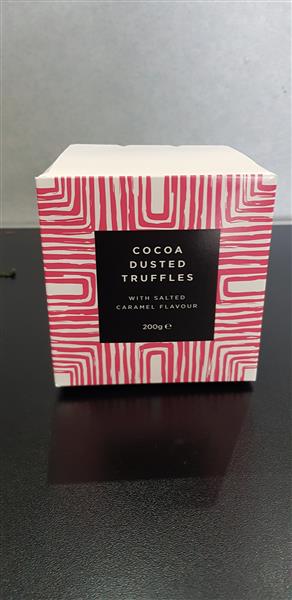 COCOA
DUSTED
TRUFFLES
WITH SALTED
CARAMEL FLAVOUR
200g ℮